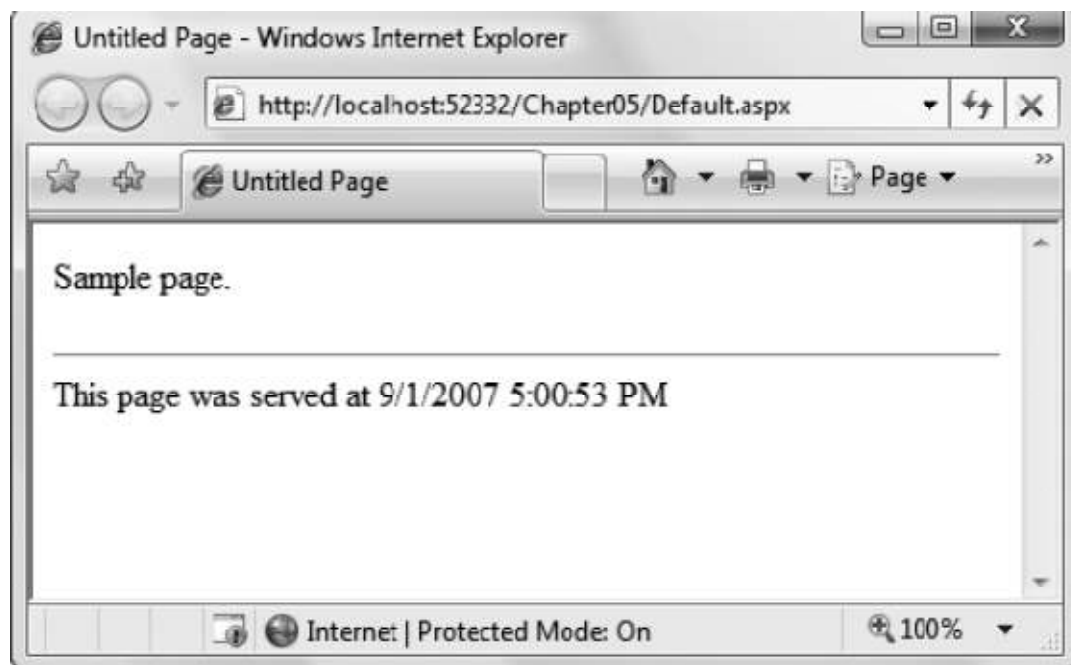 Untitled Page - Windows Internet Explorer
http://localhost:52332/Chapter05/Default.aspx
Untitled Page
Page
Sample page.
This page was served at 9/1/2007 5:00:53 PM
Internet | Protected Mode: On
100%